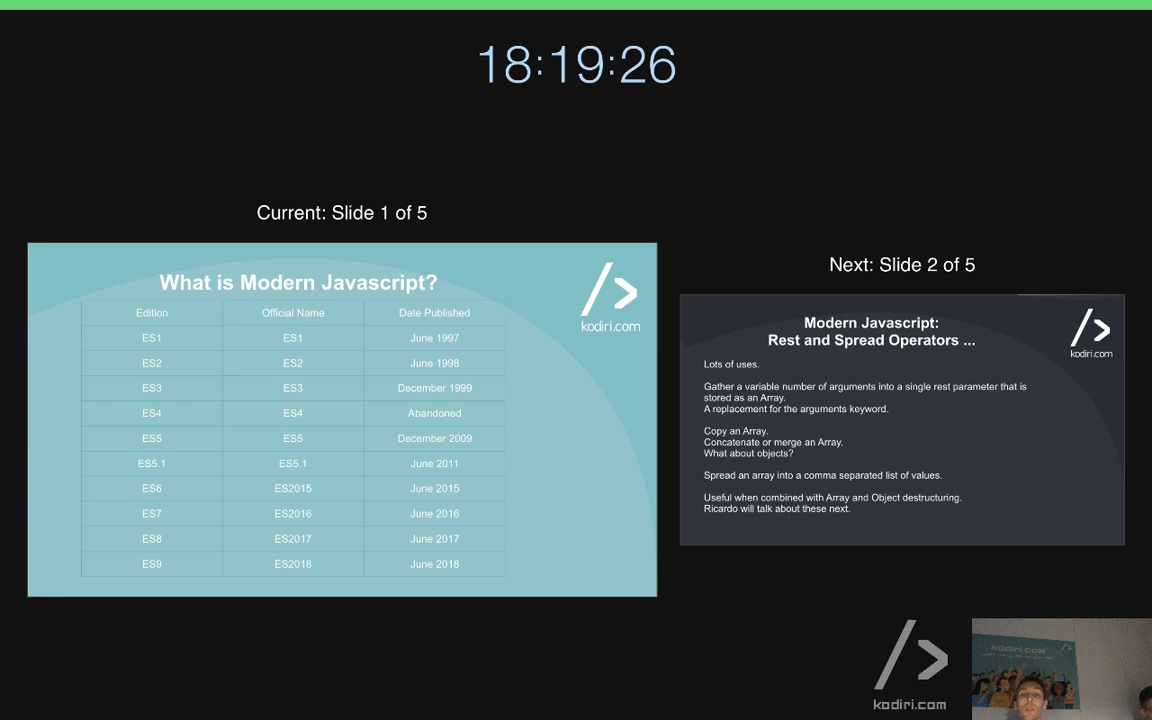 18:19:26
Current: Slide 1 of 5
What is Modern Javascript?
kodiri.com
Edition Official Name Date Published
ES1 ES1 June 1997
ES2 ES2 June 1998
ES3 ES3 December 1999
ES4 ES4 Abandoned
ES5 ES5 December 2009
ES5.1 ES5.1 June 2011
ES6 ES2015 June 2015
ES7 ES2016 June 2016
ES8 ES2017 June 2017
ES9 ES2018 June 2018
Next: Slide 2 of 5
Modern Javascript:
Rest and Spread Operators ...
kodiri.com
Lots of uses.
Gather a variable number of arguments into a single rest parameter that is
stored as an Array.
A replacement for the arguments keyword.
Copy an Array.
Concatenate or merge an Array.
What about objects?
Spread an array into a comma separated list of values.
Useful when combined with Array and Object destructuring.
Ricardo will talk about these next.
kodiri.com
kodiri.com